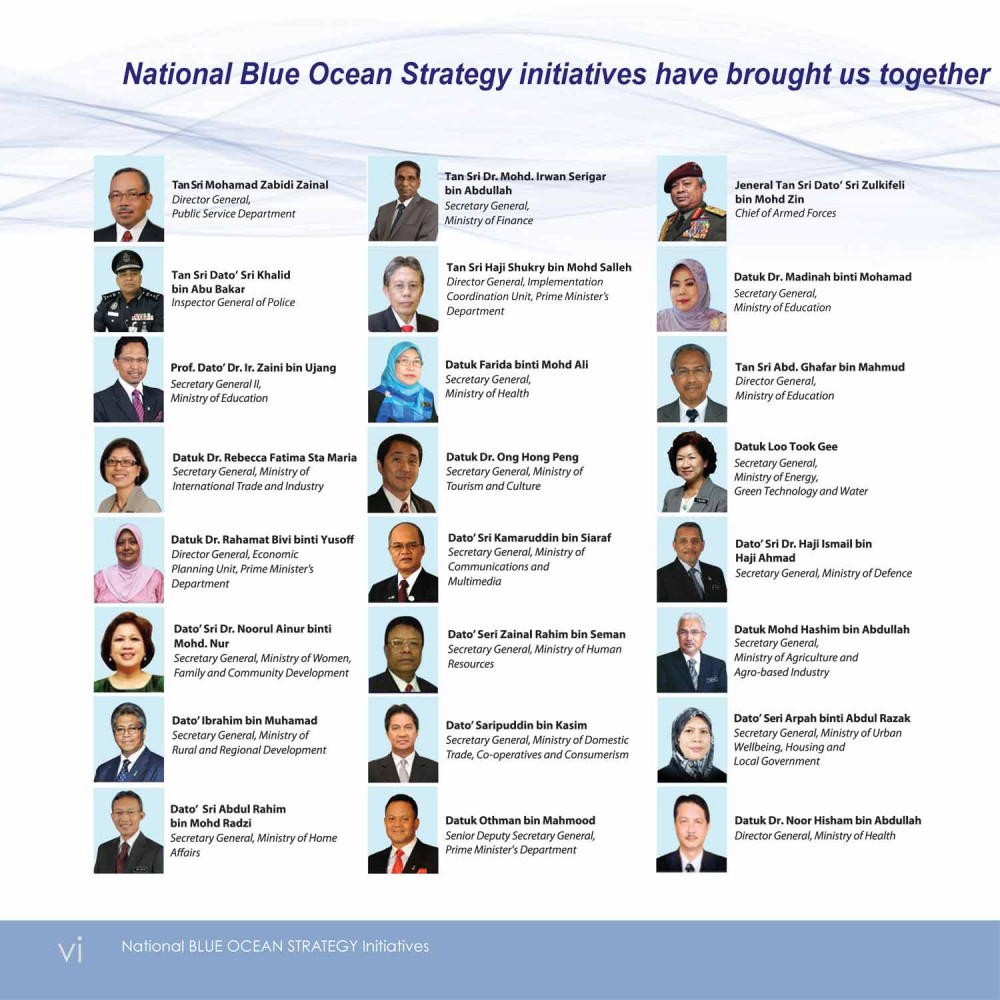 National Blue Ocean Strategy initiatives have brought us together
Tan Sri Mohamad Zabidi Zainal
Director General,
Public Service Department
Tan Sri Dr. Mohd. Irwan Serigar
bin Abdullah
Secretary General,
Ministry of Finance
Jeneral Tan Sri Dato’ Sri Zulkifeli
bin Mohd Zin
Chief of Armed Forces
Tan Sri Dato’ Sri Khalid
bin Abu Bakar
Inspector General of Police
Tan Sri Haji Shukry bin Mohd Salleh
Director General, Implementation
Coordination Unit, Prime Minister’s
Department
Datuk Dr. Madinah binti Mohamad
Secretary General,
Ministry of Education
Prof. Dato’ Dr. Ir. Zaini bin Ujang
Secretary General II,
Ministry of Education
Datuk Farida binti Mohd Ali
Secretary General,
Ministry of Health
Tan Sri Abd. Ghafar bin Mahmud
Director General,
Ministry of Education
Datuk Dr. Rebecca Fatima Sta Maria
Secretary General, Ministry of
International Trade and Industry
Datuk Dr. Ong Hong Peng
Secretary General, Ministry of
Tourism and Culture
Datuk Loo Took Gee
Secretary General,
Ministry of Energy,
Green Technology and Water
Datuk Dr. Rahamat Bivi binti Yusoff
Director General, Economic
Planning Unit, Prime Minister’s
Department
Dato’ Sri Kamaruddin bin Siaraf
Secretary General, Ministry of
Communications and
Multimedia
Dato’ Sri Dr. Haji Ismail bin
Haji Ahmad
Secretary General, Ministry of Defence
Dato’ Sri Dr. Noorul Ainur binti
Mohd. Nur
Secretary General, Ministry of Women,
Family and Community Development
Dato’ Seri Zainal Rahim bin Seman
Secretary General, Ministry of Human
Resources
Datuk Mohd Hashim bin Abdullah
Secretary General,
Ministry of Agriculture and
Agro-based Industry
Dato’ Ibrahim bin Muhamad
Secretary General, Ministry of
Rural and Regional Development
Dato’ Saripuddin bin Kasim
Secretary General, Ministry of Domestic
Trade, Co-operatives and Consumerism
Dato’ Seri Arpah binti Abdul Razak
Secretary General, Ministry of Urban
Wellbeing, Housing and
Local Government
Dato’ Sri Abdul Rahim
bin Mohd Radzi
Secretary General, Ministry of Home
Affairs
Datuk Othman bin Mahmood
Senior Deputy Secretary General,
Prime Minister’s Department
Datuk Dr. Noor Hisham bin Abdullah
Director General, Ministry of Health
vi
National BLUE OCEAN STRATEGY Initiatives